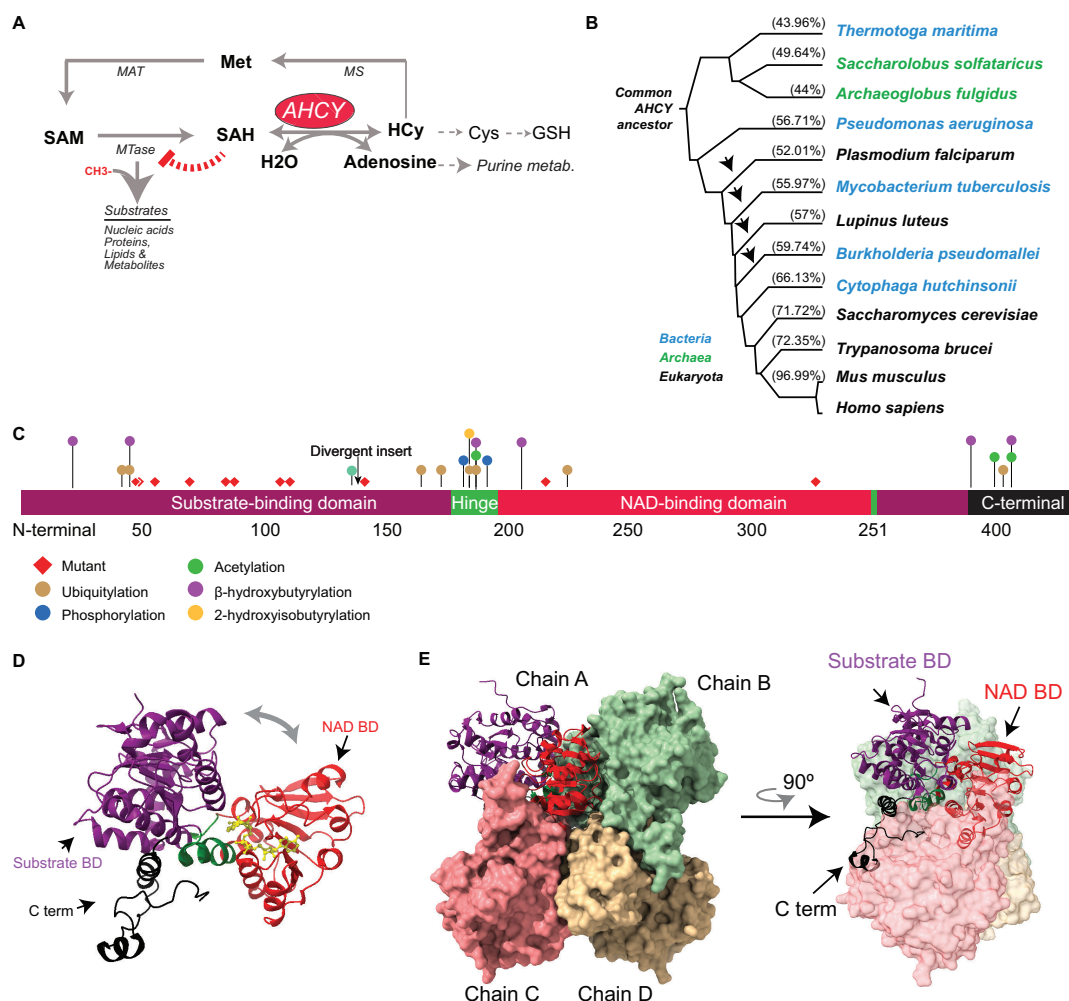 A
Met
MAT
MS
AHCY
SAM
SAH
HCy
Cys
GSH
MTase
H2O
Adenosine
Purine metab.
CH3-
Substrates
Nucleic acids
Proteins,
Lipids &
Metabolites
B
Common
AHCY
ancestor
(43.96%) Thermotoga maritima
(49.64%) Saccharolobus solfataricus
(44%) Archaeoglobus fulgidus
(56.71%) Pseudomonas aeruginosa
(52.01%) Plasmodium falciparum
(55.97%) Mycobacterium tuberculosis
(57%) Lupinus luteus
(59.74%) Burkholderia pseudomallei
(66.13%) Cytophaga hutchinsonii
(71.72%) Saccharomyces cerevisiae
(72.35%) Trypanosoma brucei
(96.99%) Mus musculus
Homo sapiens
Bacteria
Archaea
Eukaryota
C
Divergent insert
Substrate-binding domain Hinge NAD-binding domain C-terminal
N-terminal 50 100 150 200 250 300 251 400
Mutant
Ubiquitylation
Phosphorylation
Acetylation
β-hydroxybutyrylation
2-hydroxyisobutyrylation
D
NAD BD
Substrate BD
C term
E
Chain A
Chain B
Chain C
Chain D
90º
Substrate BD
NAD BD
C term